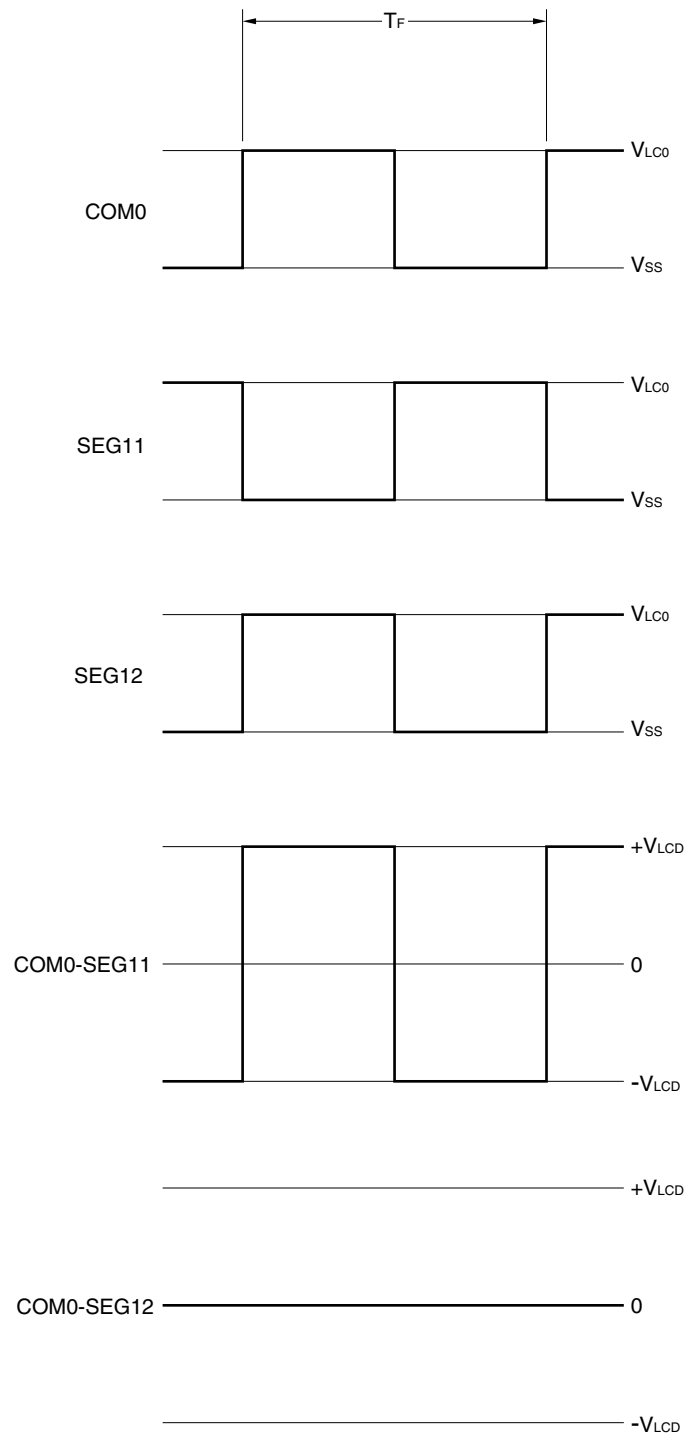 TF
VLC0
COM0
VSS
VLC0
SEG11
VSS
VLC0
SEG12
VSS
+VLCD
COM0-SEG11
0
-VLCD
+VLCD
COM0-SEG12
0
-VLCD